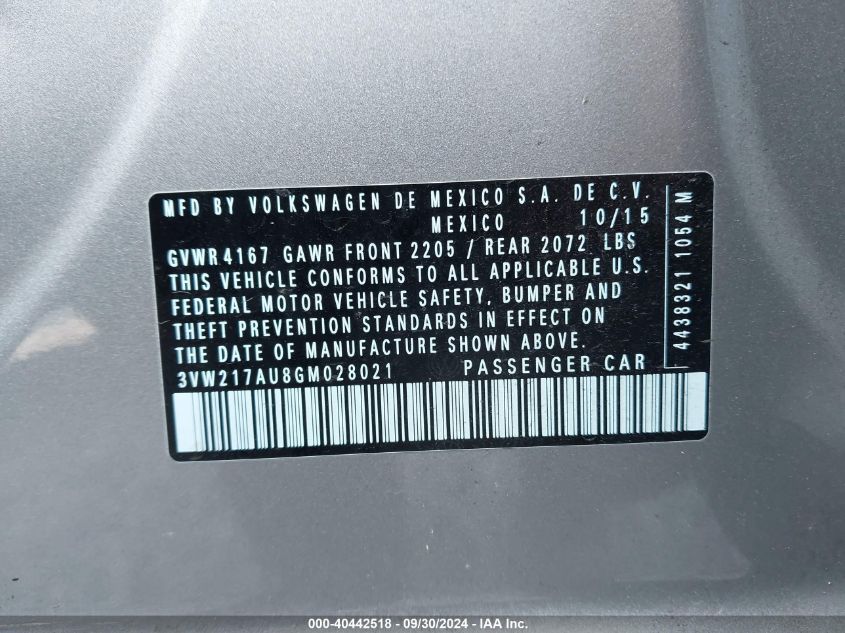 MFD BY VOLKSWAGEN DE MEXICO S.A. DE C.V.
MEXICO 10/15
GVWR 4167 GAWR FRONT 2205 / REAR 2072 LBS
THIS VEHICLE CONFORMS TO ALL APPLICABLE U.S.
FEDERAL MOTOR VEHICLE SAFETY, BUMPER AND
THEFT PREVENTION STANDARDS IN EFFECT ON
THE DATE OF MANUFACTURE SHOWN ABOVE.
3VW217AU8GM028021 PASSENGER CAR
4438321 1054 M
000-40442518 - 09/30/2024 - IAA Inc.